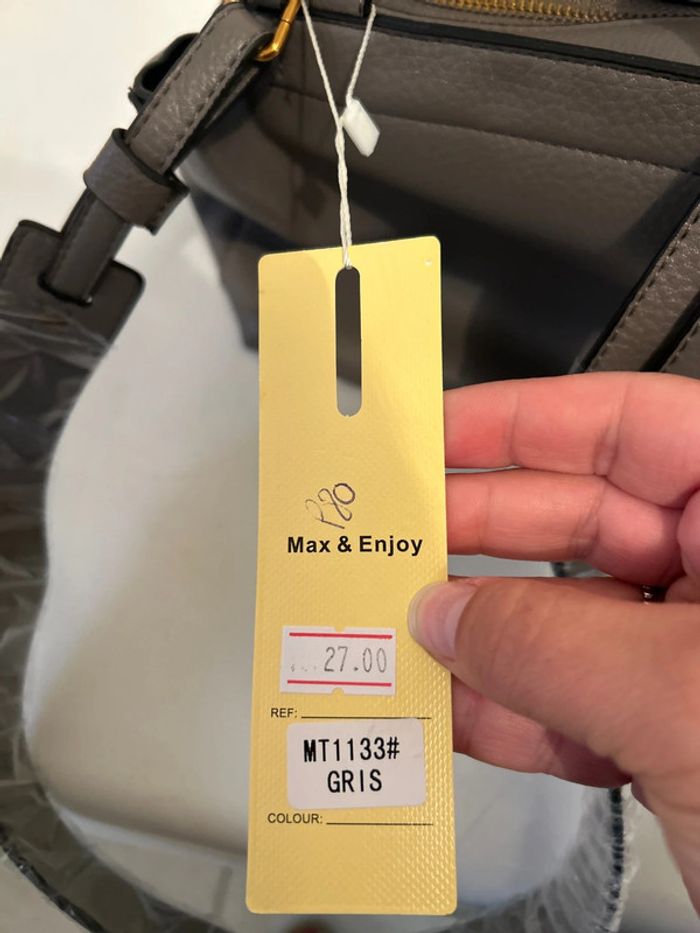 Max & Enjoy
27.00
REF:
MT1133#
GRIS
COLOUR: